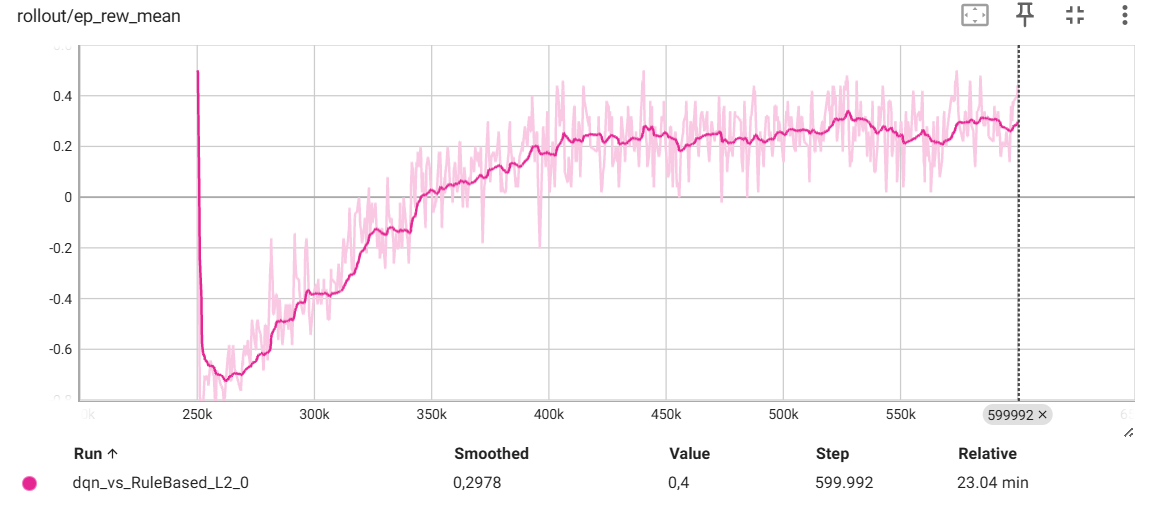 rollout/ep_rew_mean
0.4
0.2
0
-0.2
-0.4
-0.6
250k 300k 350k 400k 450k 500k 550k 599992 ×
Run ↑ Smoothed Value Step Relative
dqn_vs_RuleBased_L2_0 0,2978 0,4 599.992 23.04 min